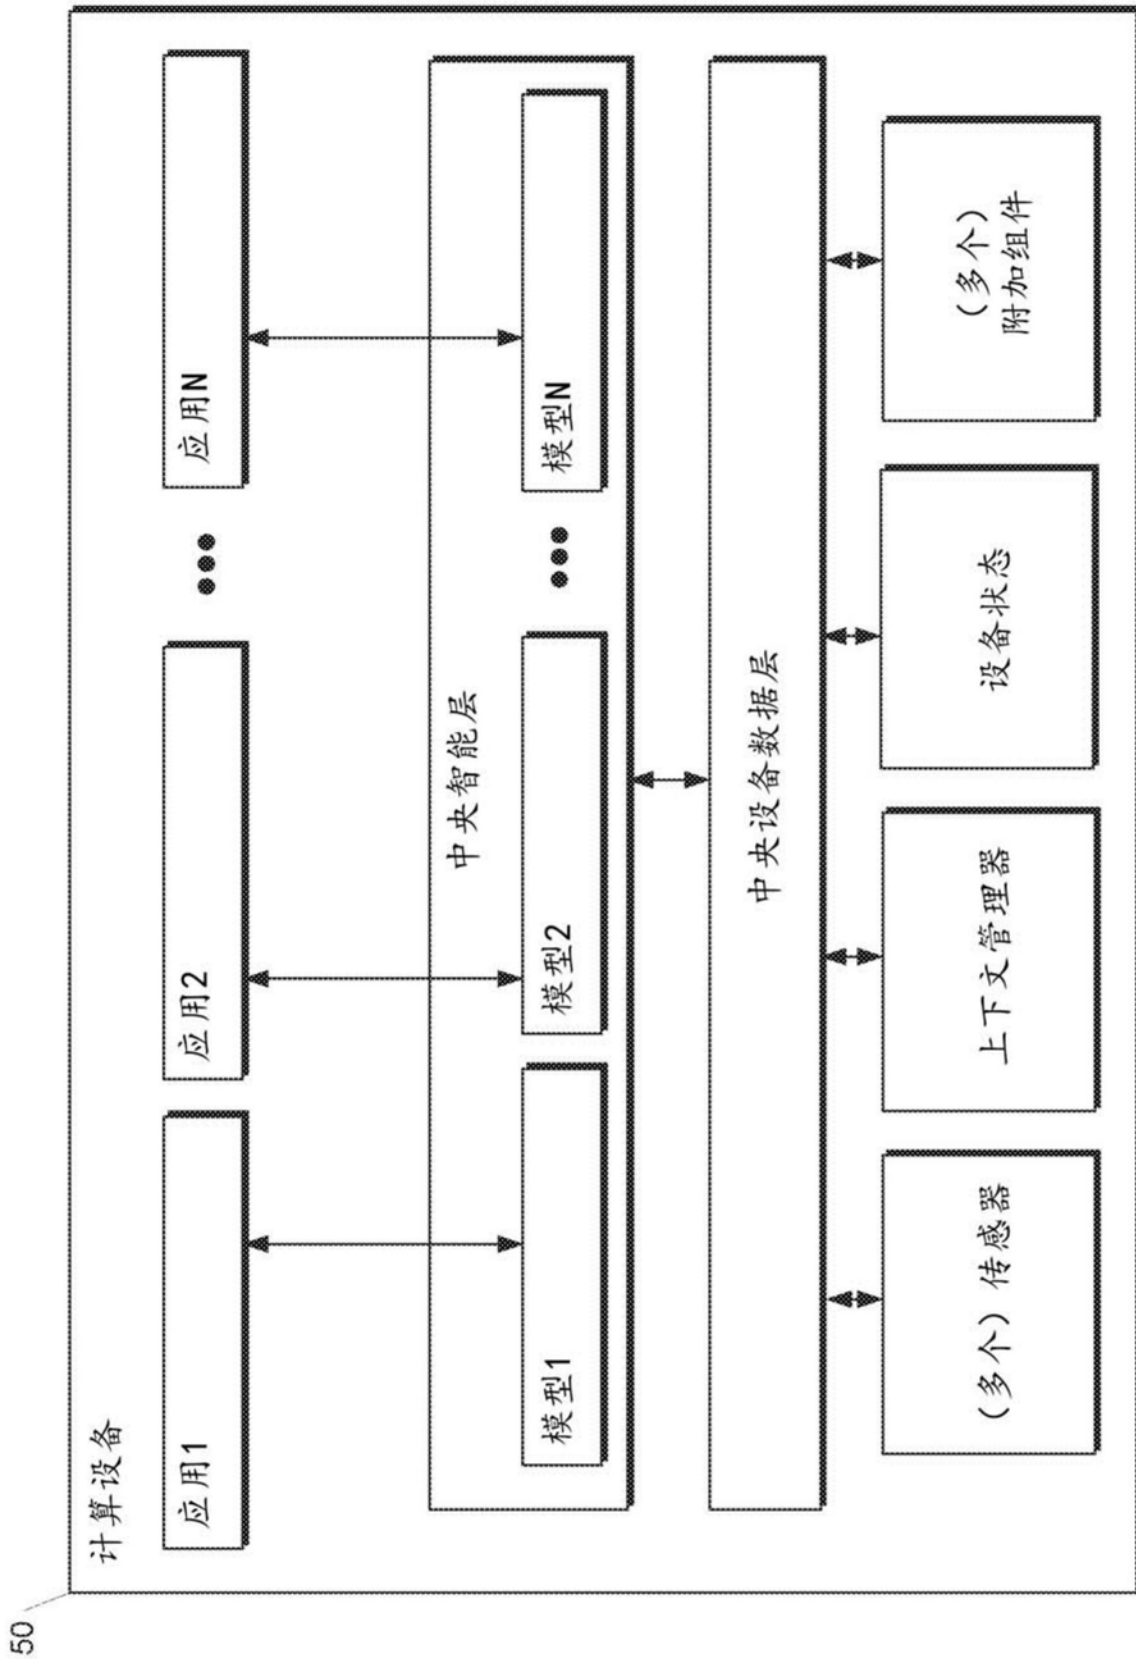 50
计算设备
应用1
应用2
●●●
应用N
中央智能层
模型1
模型2
●●●
模型N
中央设备数据层
（多个）传感器
上下文管理器
设备状态
（多个）
附加组件